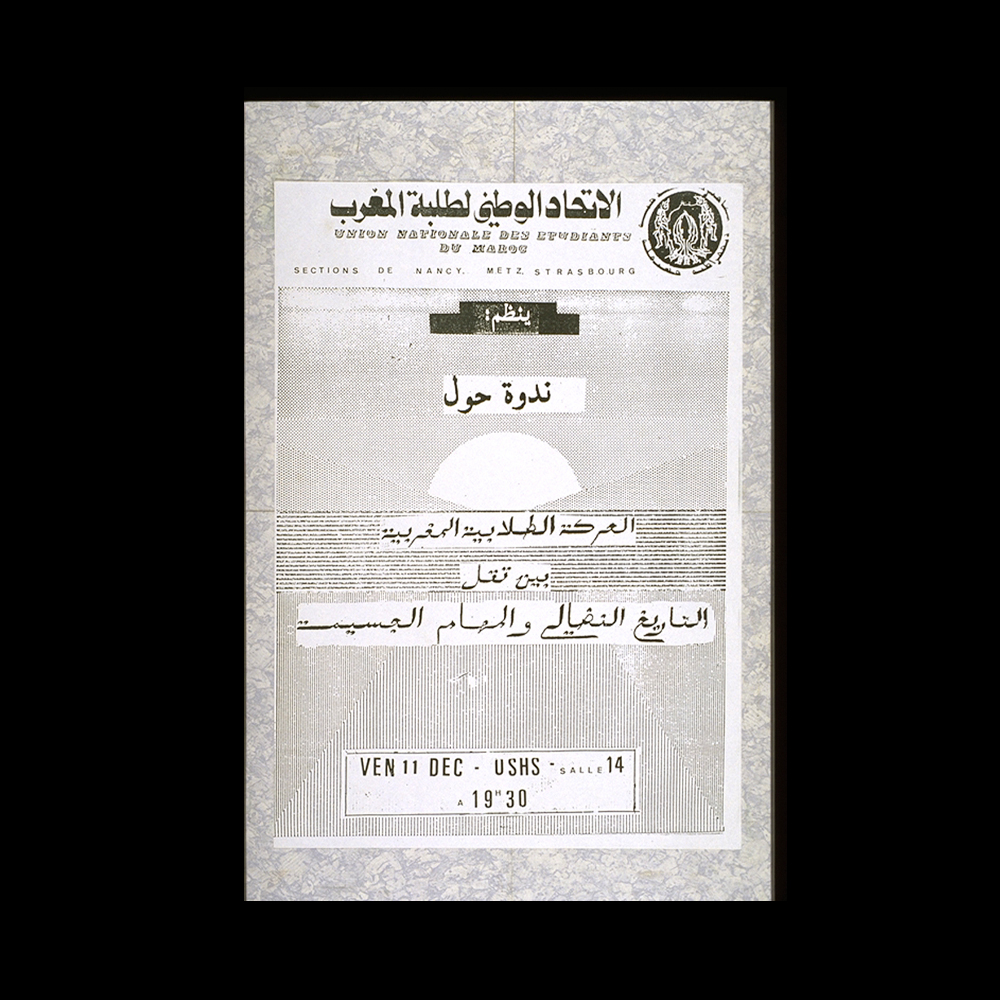 الاتحاد الوطني لطلبة المغرب
UNION NATIONALE DES ETUDIANTS
DU MAROC
SECTIONS DE NANCY, METZ, STRASBOURG
ينظم :
ندوة حول
الحركة الطلابية المغربية
بين ثقل
التاريخ النضالي والمهام الجسيمة
VEN 11 DEC - USHS - SALLE 14
A 19H30